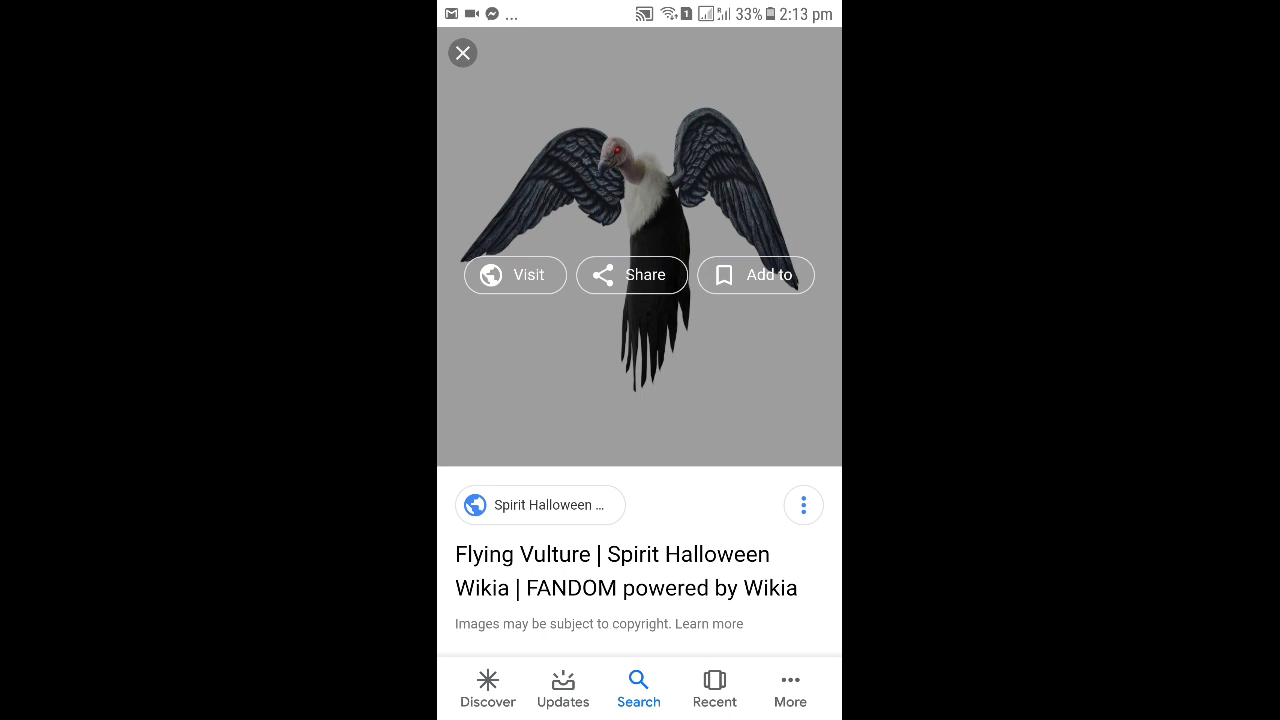 ... 1 R 33% 2:13 pm
Visit Share Add to
Spirit Halloween ...
Flying Vulture | Spirit Halloween
Wikia | FANDOM powered by Wikia
Images may be subject to copyright. Learn more
Discover Updates Search Recent More